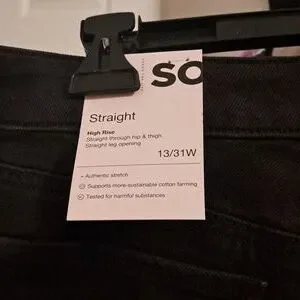 SO
Straight
High Rise
Straight through hip & thigh
Straight leg opening
13/31W
Authentic stretch
Supports more-sustainable cotton farming
Tested for harmful substances